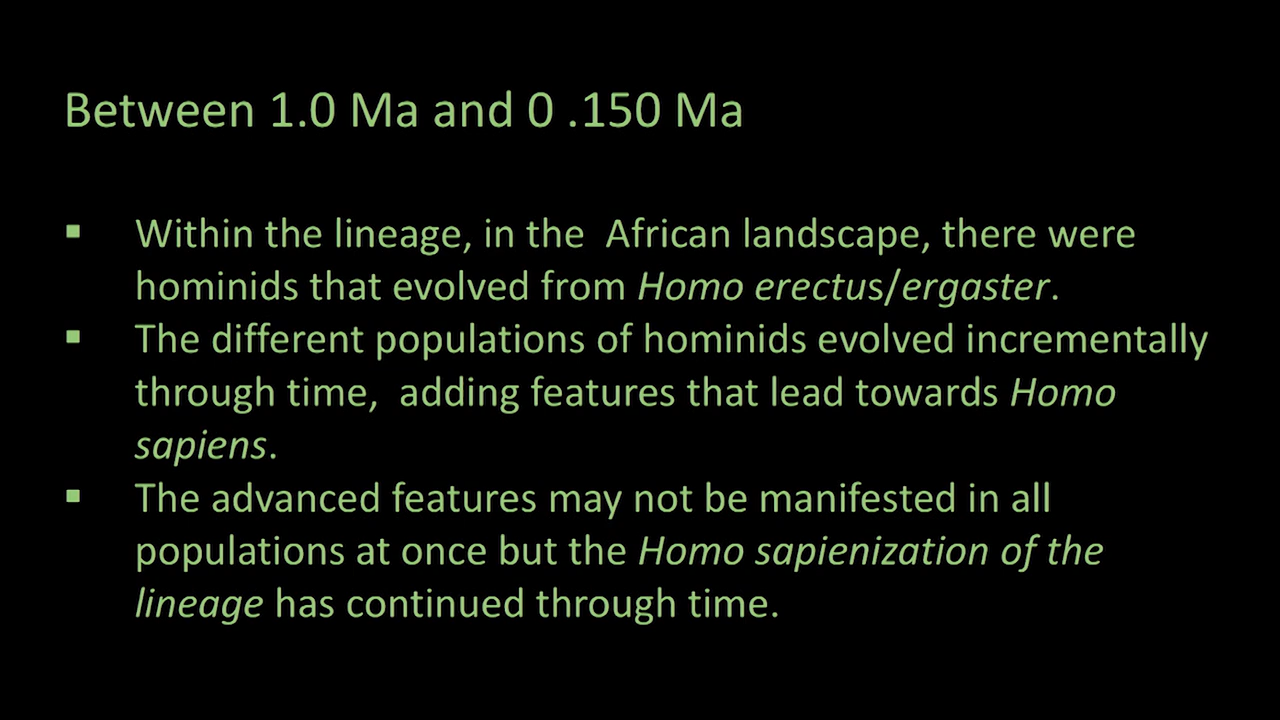 Between 1.0 Ma and 0 .150 Ma
▪ Within the lineage, in the  African landscape, there were
hominids that evolved from Homo erectus/ergaster.
▪ The different populations of hominids evolved incrementally
through time,  adding features that lead towards Homo
sapiens.
▪ The advanced features may not be manifested in all
populations at once but the Homo sapienization of the
lineage has continued through time.